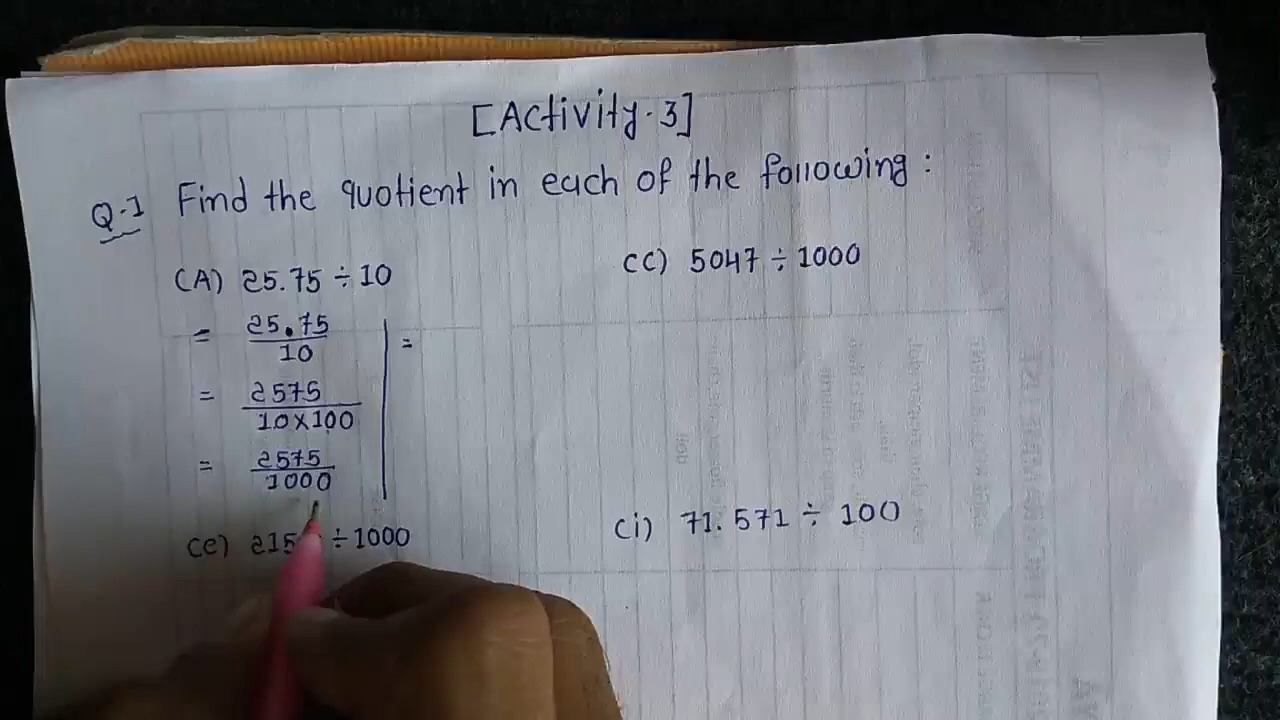 [Activity.3]
Q.1 Find the quotient in each of the following:
(A) 25.75 ÷ 10
= 25.75
10
= 2575
10×100
= 2575
1000
=
(C) 5047 ÷ 1000
(e) ÷ 1000
(i) 71.571 ÷ 100